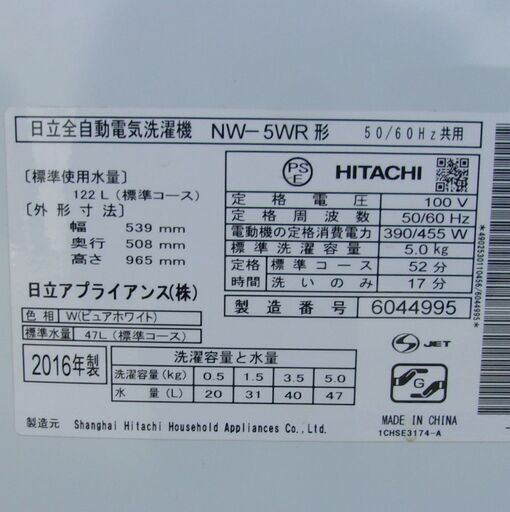 日立全自動電気洗濯機 NW-5WR 形 50/60Hz共用
〔標準使用水量〕
122L（標準コース）
〔外形寸法〕
幅 539 mm
奥行 508 mm
高さ 965 mm
日立アプライアンス(株)
色相 W(ピュアホワイト)
標準水量 47L（標準コース）
PS
E
HITACHI
定格電圧 100 V
定格周波数 50/60 Hz
電動機の定格消費電力 390/455 W
標準洗濯容量 5.0kg
定格時間 標準コース 52分
洗いのみ 17分
製造番号 6044995
2016年製
洗濯容量と水量
洗濯容量(kg) 0.5 1.5 3.5 5.0
水量(L) 20 31 40 47
S JET
G
MADE IN CHINA
1CHSE3174-A
製造元 Shanghai Hitachi Household Appliances Co.,Ltd.
*4902530110456/6044995*